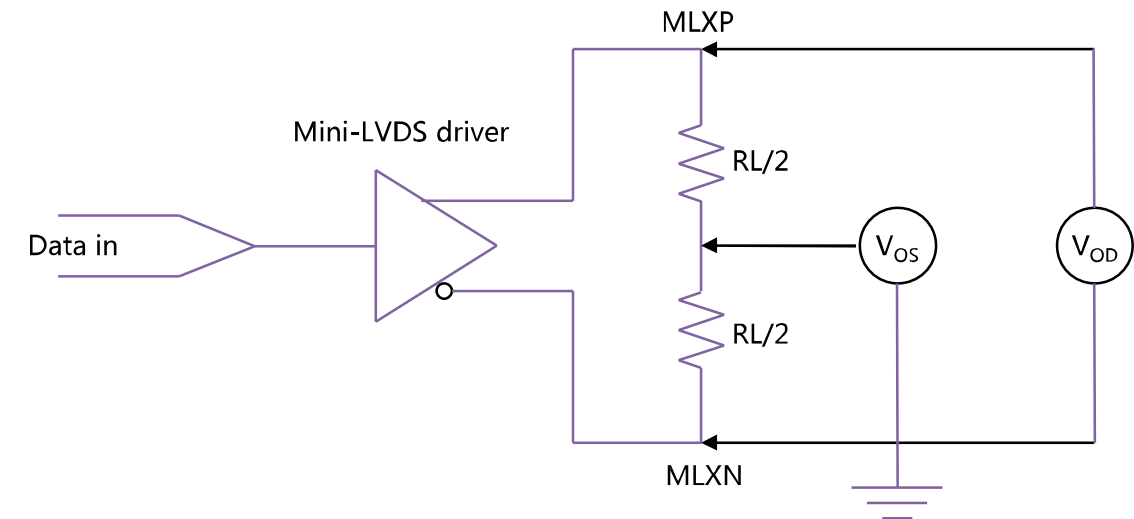 MLXP
Mini-LVDS driver
RL/2
Data in
VOS
VOD
RL/2
MLXN